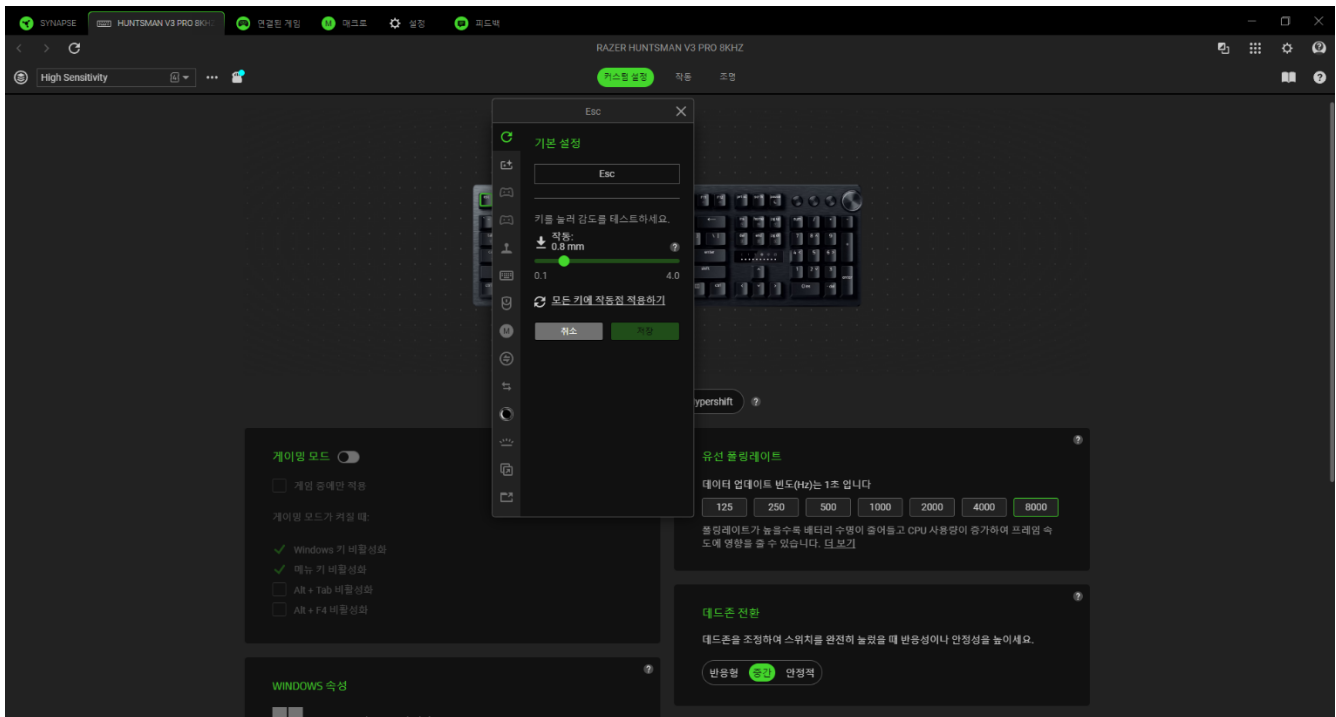 SYNAPSE
HUNTSMAN V3 PRO 8KHZ
연결된 게임
매크로
설정
피드백
RAZER HUNTSMAN V3 PRO 8KHZ
High Sensitivity
커스텀 설정
작동
조명
Esc
기본 설정
Esc
키를 눌러 감도를 테스트하세요.
작동:
0.8 mm
0.1
4.0
모든 키에 작동점 적용하기
취소
저장
ypershift
게이밍 모드
게임 중에만 적용
게이밍 모드가 켜질 때:
Windows 키 비활성화
메뉴 키 비활성화
Alt + Tab 비활성화
Alt + F4 비활성화
WINDOWS 속성
유선 폴링레이트
데이터 업데이트 빈도(Hz)는 1초 입니다
125
250
500
1000
2000
4000
8000
폴링레이트가 높을수록 배터리 수명이 줄어들고 CPU 사용량이 증가하여 프레임 속
도에 영향을 줄 수 있습니다. 더 보기
데드존 전환
데드존을 조정하여 스위치를 완전히 눌렀을 때 반응성이나 안정성을 높이세요.
반응형
중간
안정적